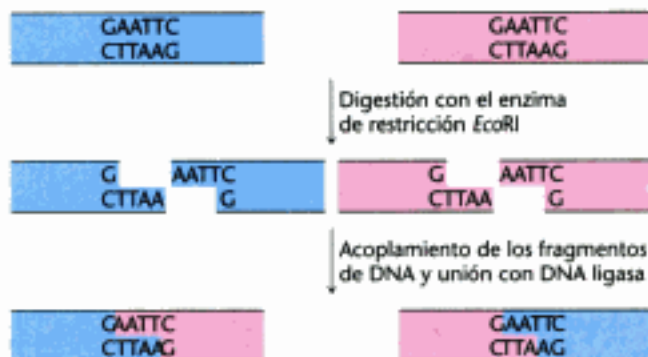 GAATTC GAATTC
CTTAAG CTTAAG
Digestión con el enzima
de restricción EcoRI
G AATTC G AATTC
CTTAA G CTTAA G
Acoplamiento de los fragmentos
de DNA y unión con DNA ligasa
GAATTC GAATTC
CTTAAG CTTAAG